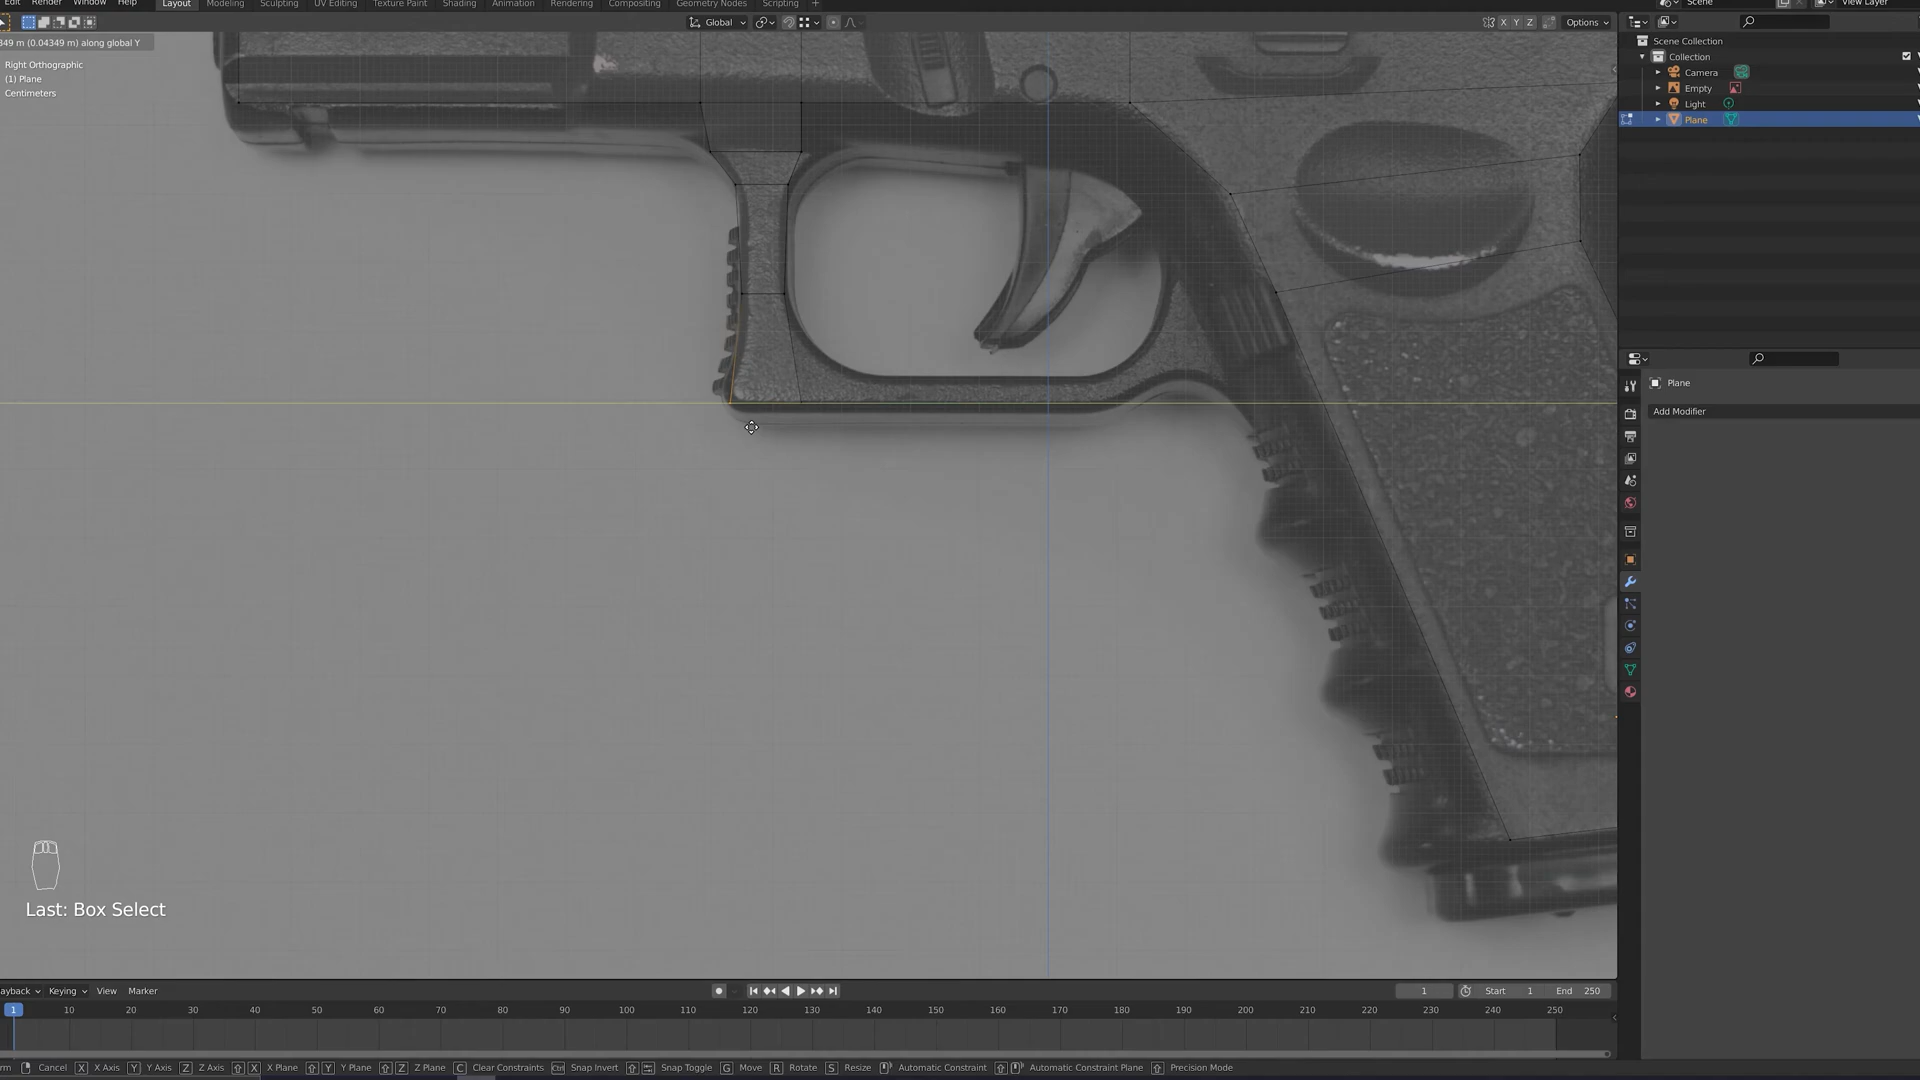 Edit Render Window Help
Layout Modeling Sculpting UV Editing Texture Paint Shading Animation Rendering Compositing Geometry Nodes Scripting +
Scene
View Layer
Global
X Y Z
Options
349 m (0.04349 m) along global Y
Right Orthographic
(1) Plane
Centimeters
Scene Collection
Collection
Camera
Empty
Light
Plane
Plane
Add Modifier
Last: Box Select
ayback Keying View Marker
1 Start 1 End 250
1 10 20 30 40 50 60 70 80 90 100 110 120 130 140 150 160 170 180 190 200 210 220 230 240 250
rm Cancel X X Axis Y Y Axis Z Z Axis X X Plane Y Y Plane Z Z Plane C Clear Constraints Ctrl Snap Invert Snap Toggle G Move R Rotate S Resize Automatic Constraint Automatic Constraint Plane Precision Mode